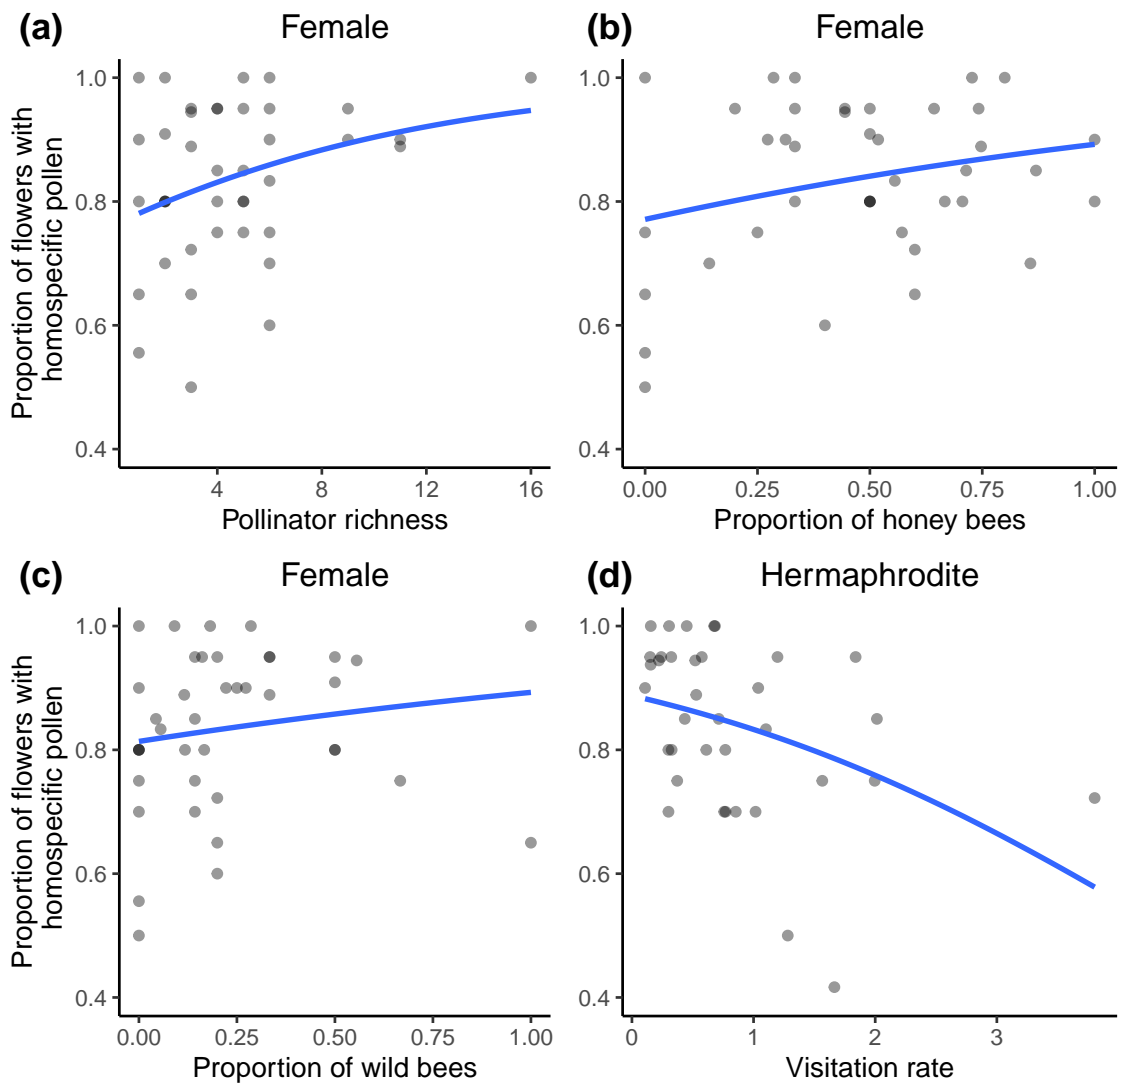 (a) Female
Proportion of flowers with
homospecific pollen
1.0
0.8
0.6
0.4
4 8 12 16
Pollinator richness
(b) Female
1.0
0.8
0.6
0.4
0.00 0.25 0.50 0.75 1.00
Proportion of honey bees
(c) Female
Proportion of flowers with
homospecific pollen
1.0
0.8
0.6
0.4
0.00 0.25 0.50 0.75 1.00
Proportion of wild bees
(d) Hermaphrodite
1.0
0.8
0.6
0.4
0 1 2 3
Visitation rate